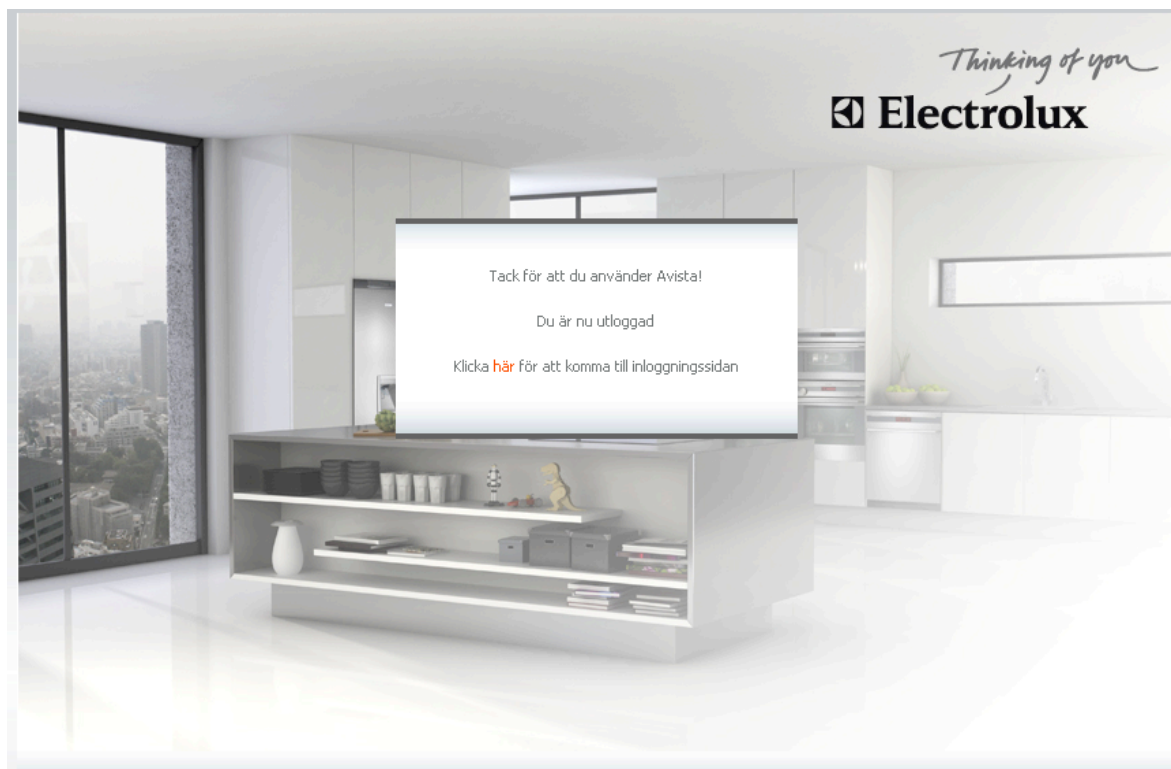 Thinking of you
Electrolux
Tack för att du använder Avista!
Du är nu utloggad
Klicka här för att komma till inloggningssidan